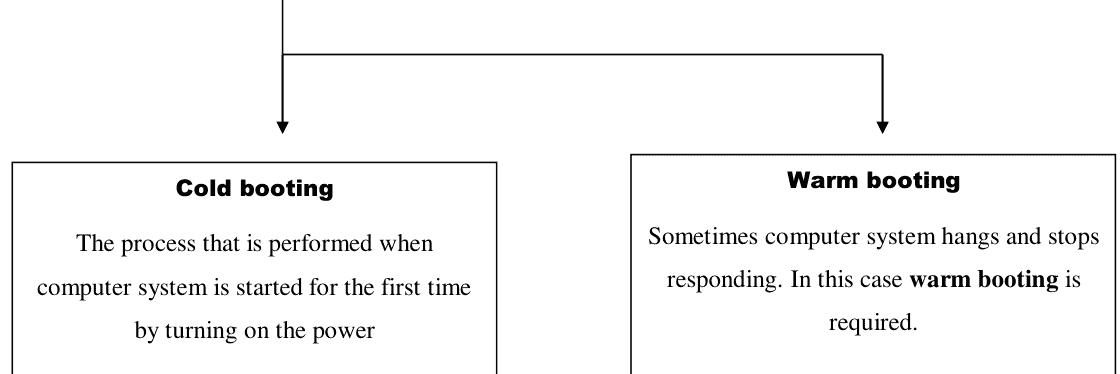 Cold booting
The process that is performed when
computer system is started for the first time
by turning on the power
Warm booting
Sometimes computer system hangs and stops
responding. In this case warm booting is
required.